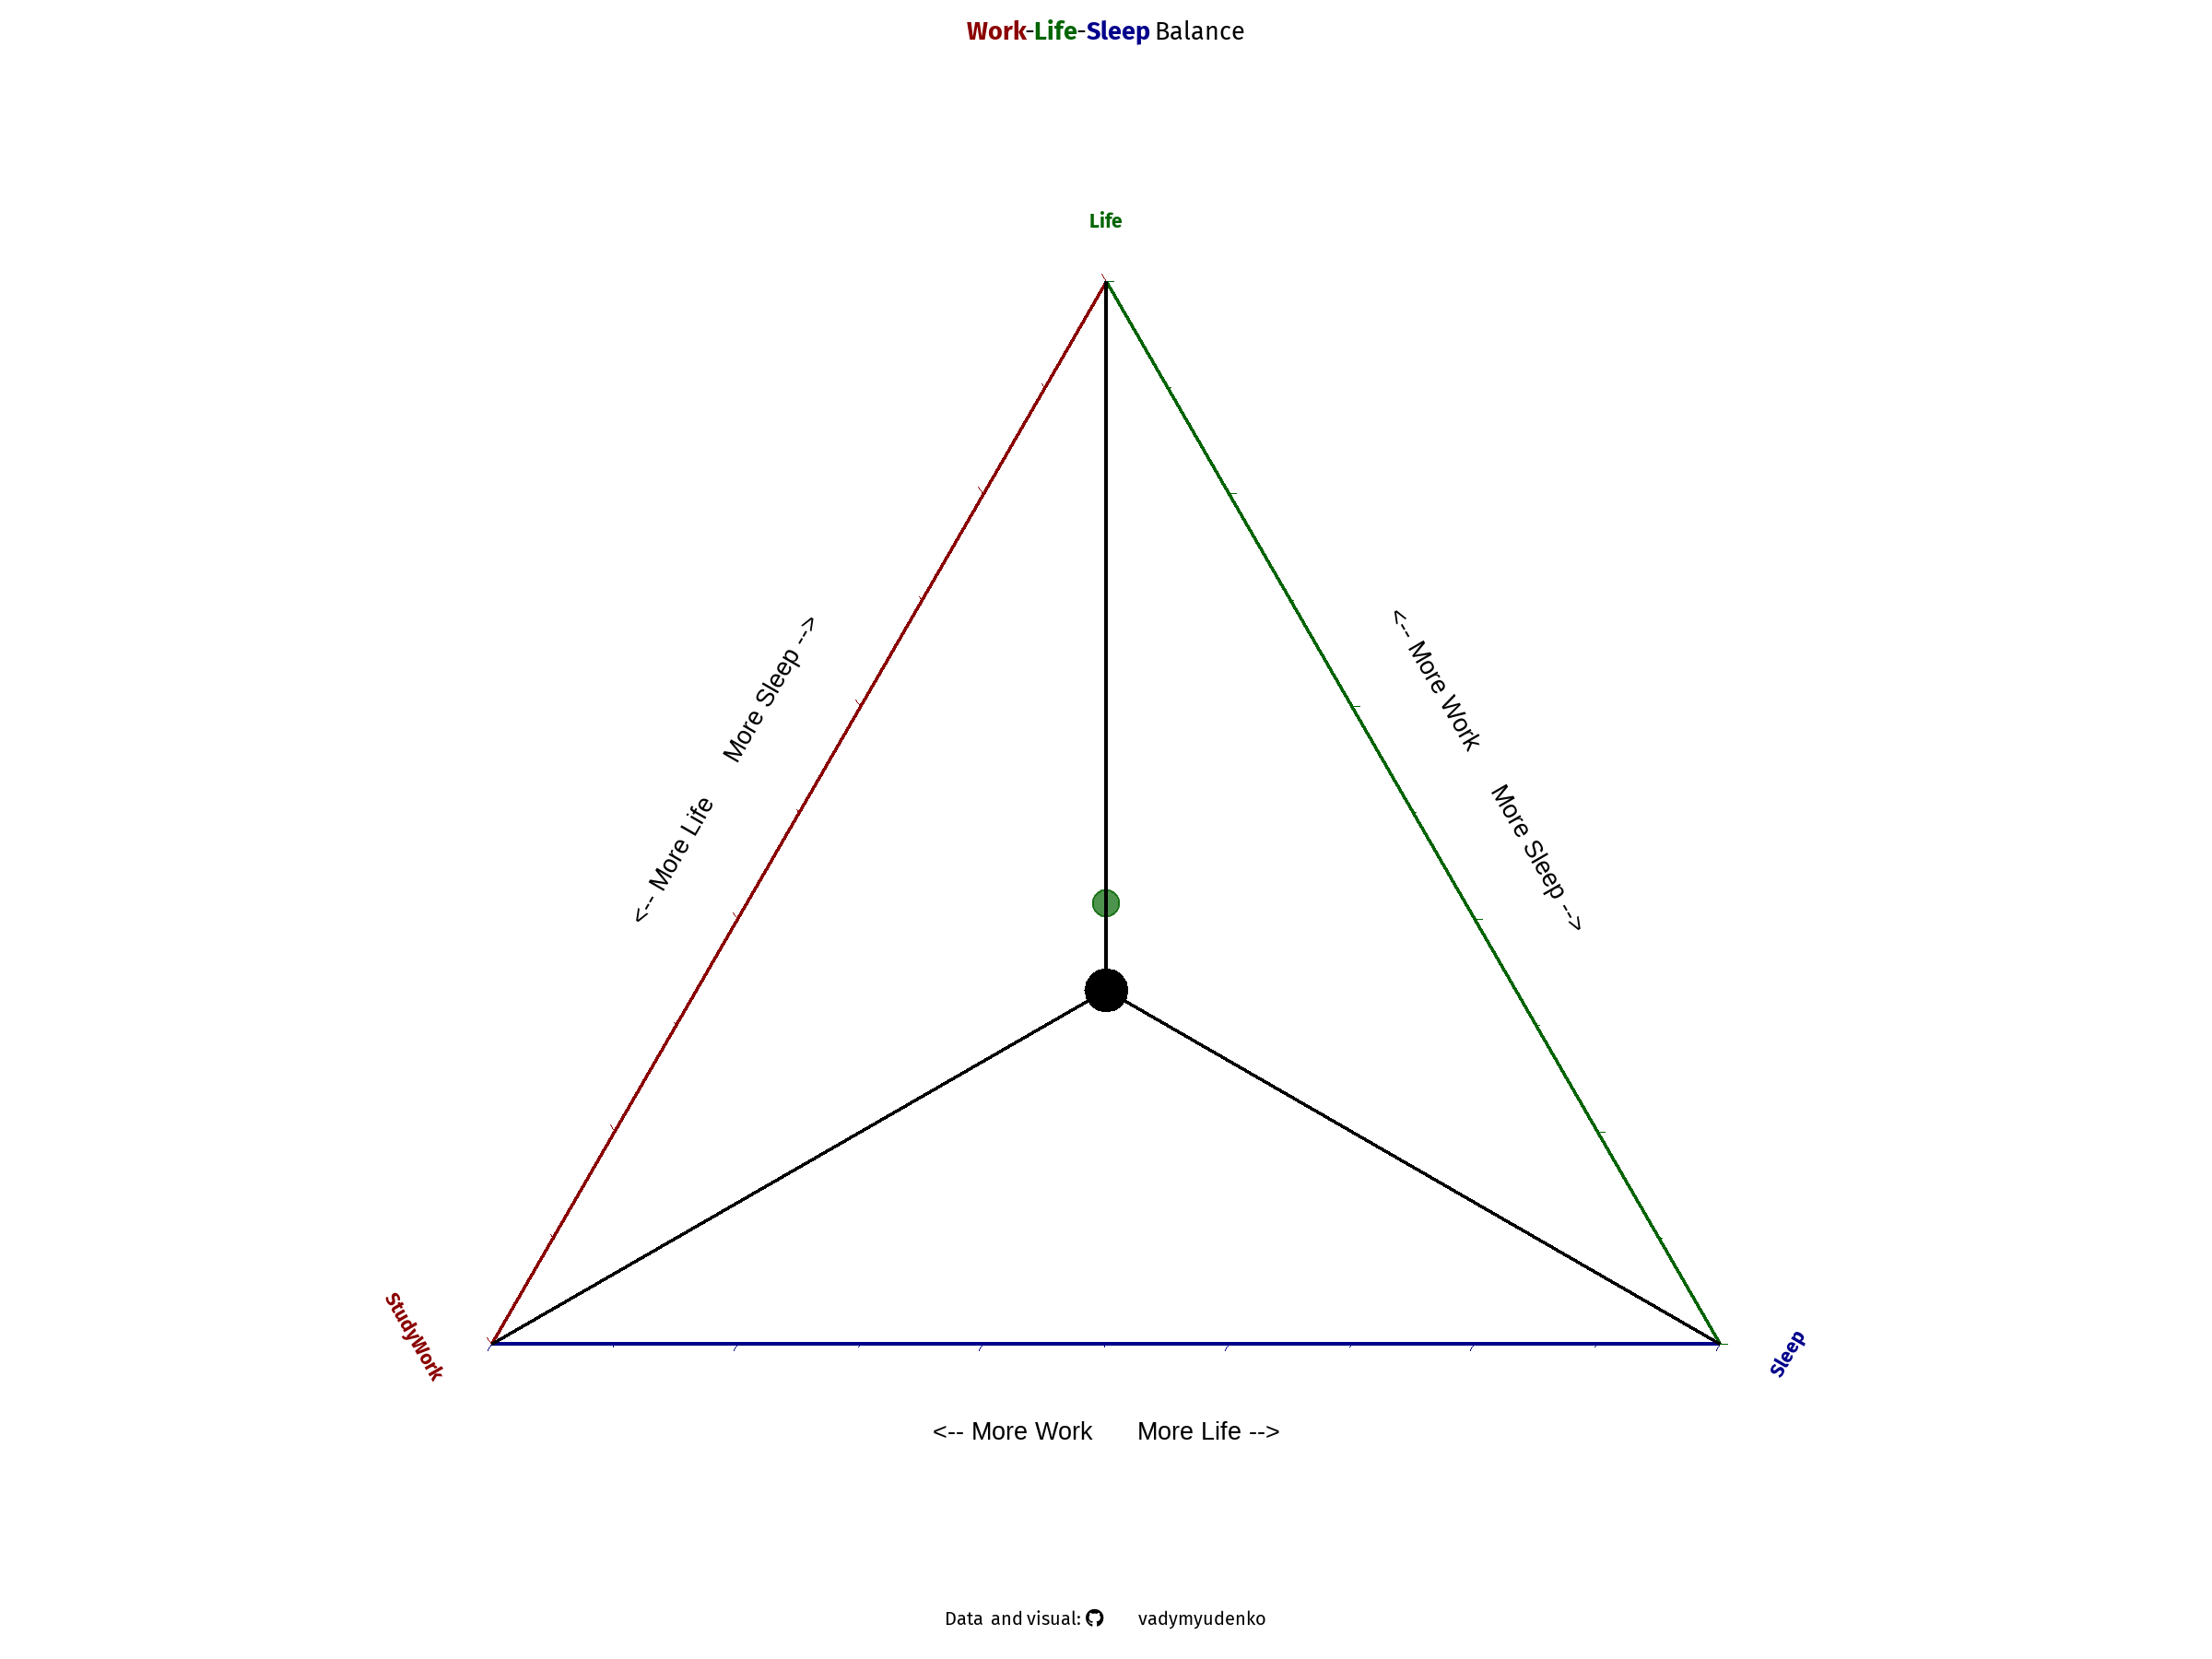 Work-Life-Sleep Balance
Life
<-- More Life More Sleep -->
<-- More Work More Sleep -->
StudyWork
Sleep
<-- More Work More Life -->
Data and visual: vadymyudenko